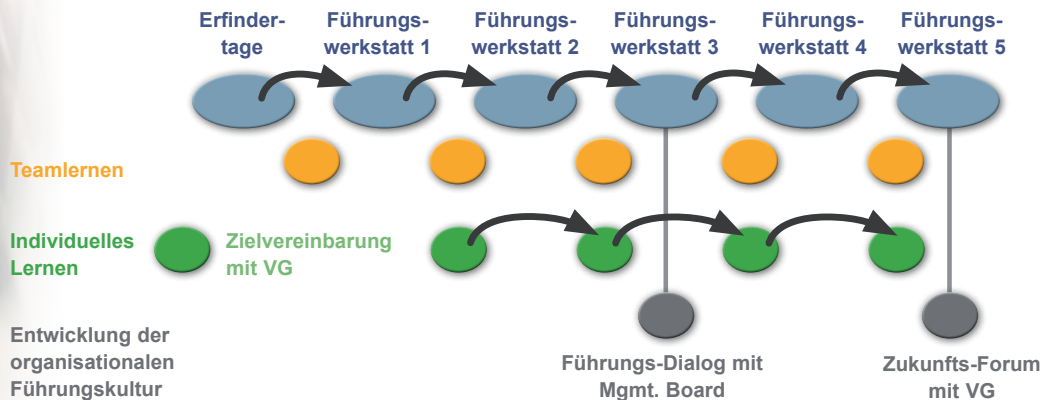 Erfinder-
tage
Führungs-
werkstatt 1
Führungs-
werkstatt 2
Führungs-
werkstatt 3
Führungs-
werkstatt 4
Führungs-
werkstatt 5
Teamlernen
Individuelles
Lernen
Zielvereinbarung
mit VG
Entwicklung der
organisationalen
Führungskultur
Führungs-Dialog mit
Mgmt. Board
Zukunfts-Forum
mit VG